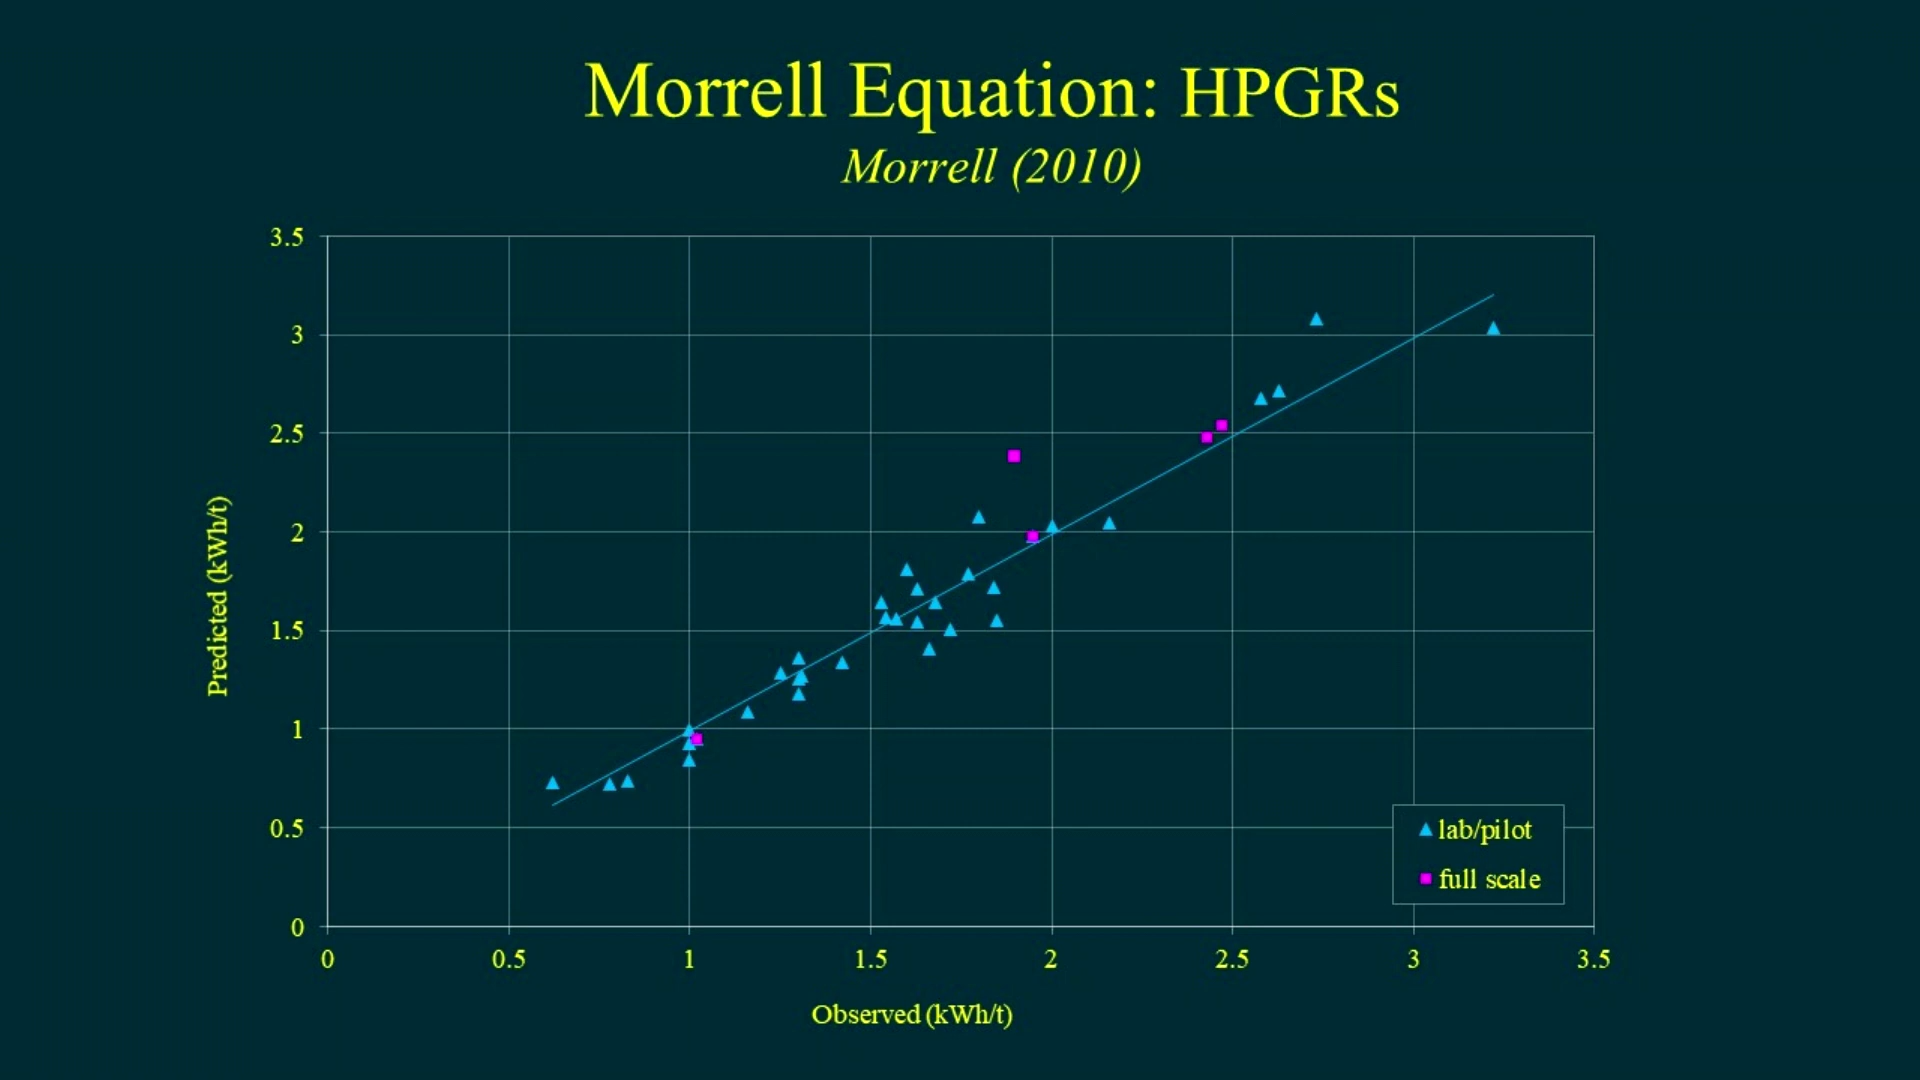 Morrell Equation: HPGRs
Morrell (2010)
3.5
3
2.5
2
1.5
1
0.5
0
Predicted (kWh/t)
0 0.5 1 1.5 2 2.5 3 3.5
Observed (kWh/t)
lab/pilot
full scale